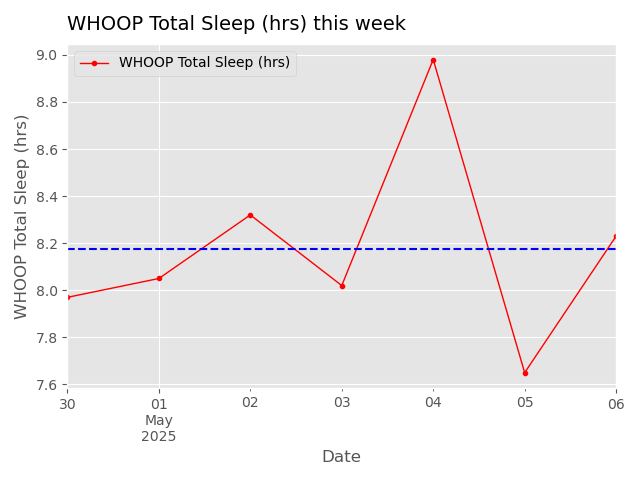 WHOOP Total Sleep (hrs) this week
WHOOP Total Sleep (hrs)
WHOOP Total Sleep (hrs)
9.0
8.8
8.6
8.4
8.2
8.0
7.8
7.6
30 01 02 03 04 05 06
May
2025
Date